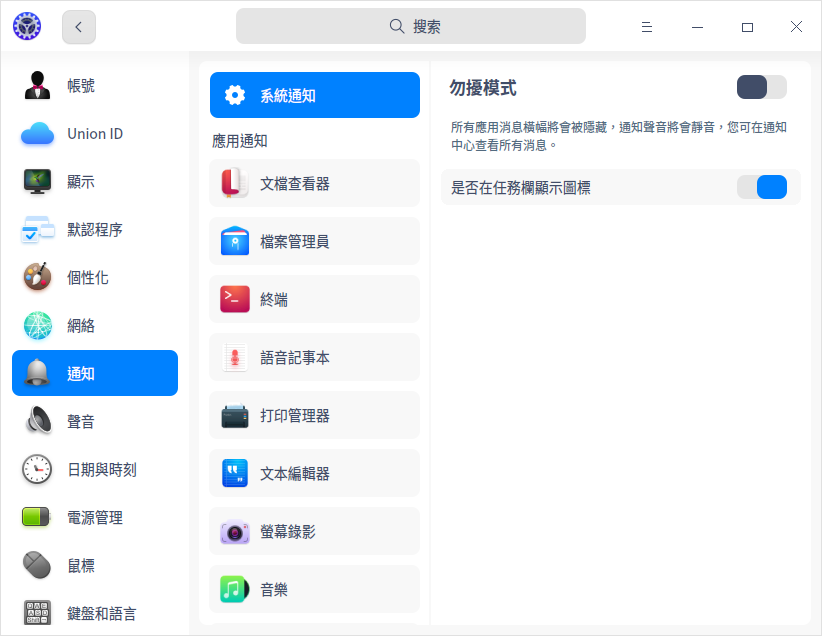 搜索
帳號
Union ID
顯示
默認程序
個性化
網絡
通知
聲音
日期與時刻
電源管理
鼠標
鍵盤和語言
系統通知
應用通知
文檔查看器
檔案管理員
終端
語音記事本
打印管理器
文本編輯器
螢幕錄影
音樂
勿擾模式
所有應用消息橫幅將會被隱藏，通知聲音將會靜音，您可在通知
中心查看所有消息。
是否在任務欄顯示圖標